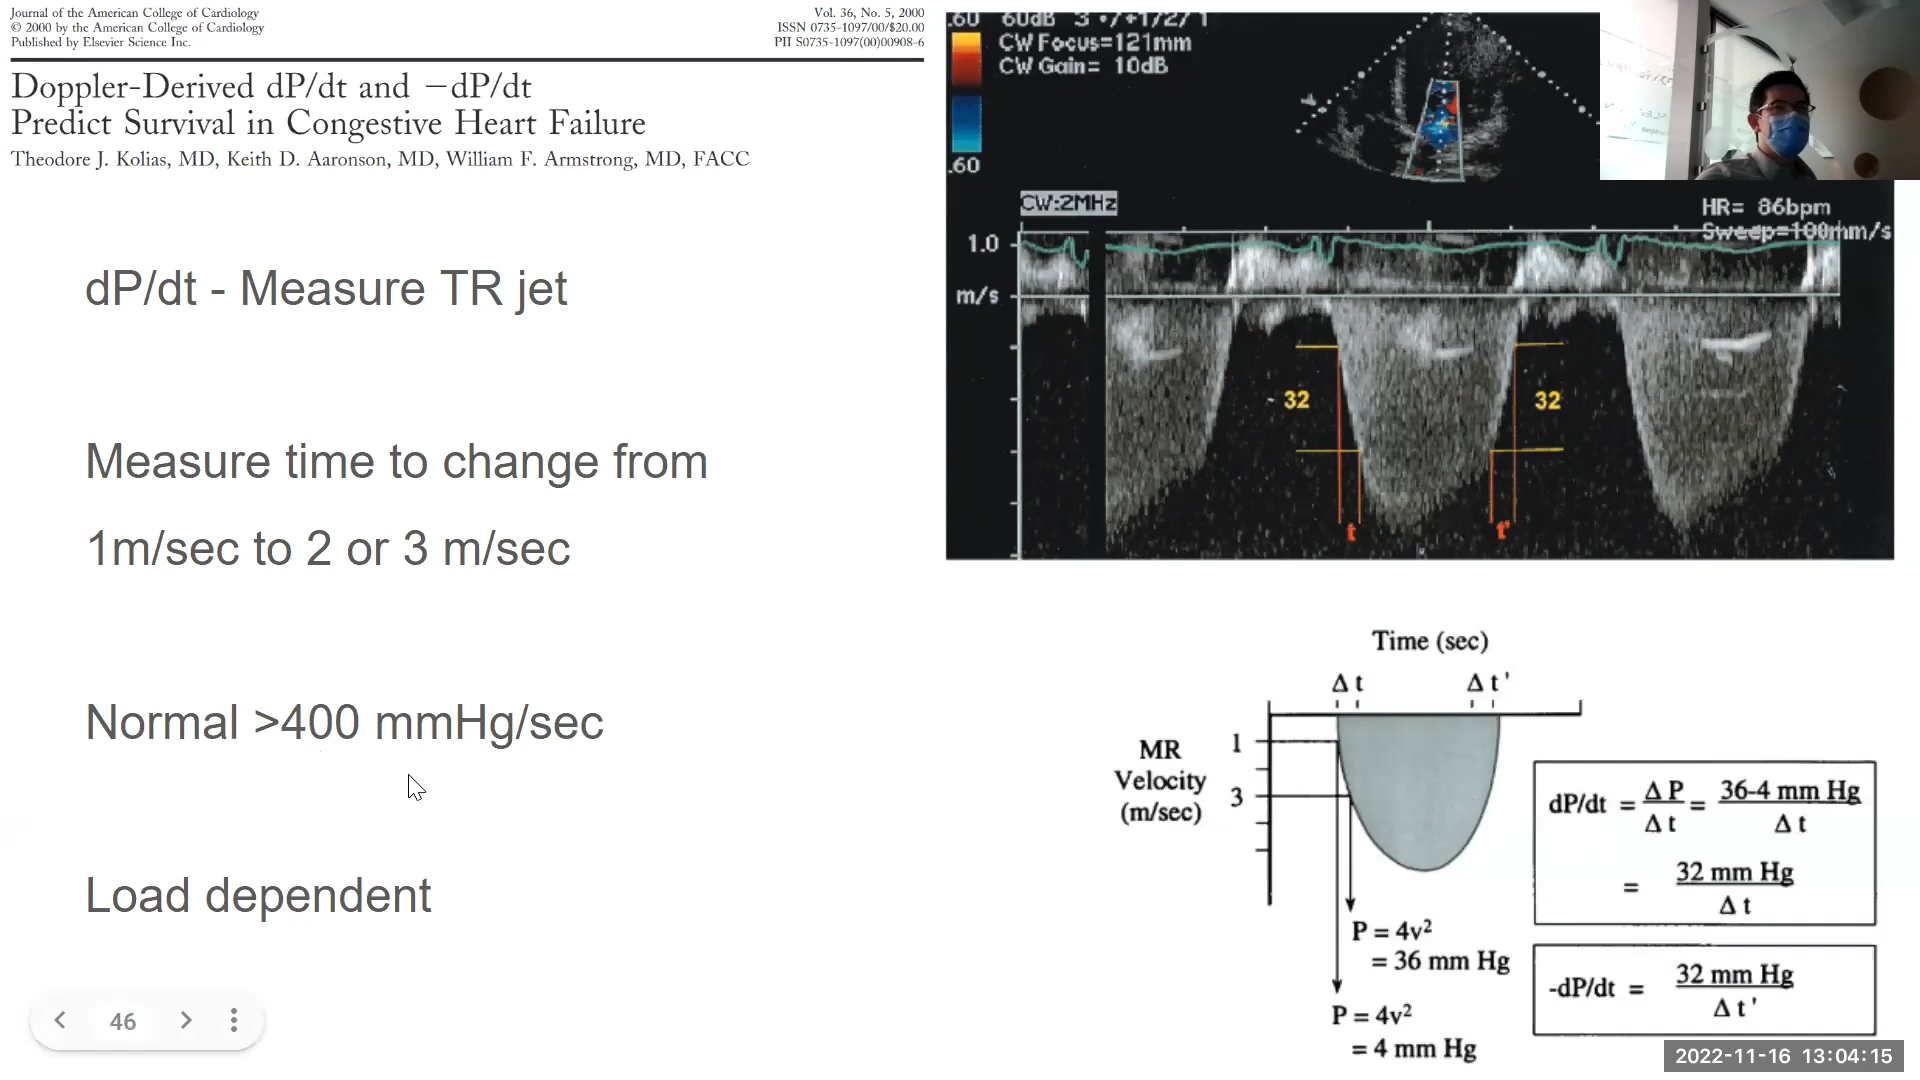 Journal of the American College of Cardiology
© 2000 by the American College of Cardiology
Published by Elsevier Science Inc.
Vol. 36, No. 5, 2000
ISSN 0735-1097/00/$20.00
PII S0735-1097(00)00908-6
Doppler-Derived dP/dt and −dP/dt
Predict Survival in Congestive Heart Failure
Theodore J. Kolias, MD, Keith D. Aaronson, MD, William F. Armstrong, MD, FACC
dP/dt - Measure TR jet
Measure time to change from
1m/sec to 2 or 3 m/sec
Normal >400 mmHg/sec
Load dependent
46
.60 60dB 3
CW Focus=121mm
CW Gain= 10dB
.60
CW:2MHz
HR= 86bpm
Sweep=100mm/s
1.0
m/s
32
32
t
t'
Time (sec)
Δ t
Δ t'
MR
Velocity
(m/sec)
1
3
P = 4v²
= 36 mm Hg
P = 4v²
= 4 mm Hg
dP/dt = Δ P / Δ t = 36-4 mm Hg / Δ t
= 32 mm Hg / Δ t
-dP/dt = 32 mm Hg / Δ t'
2022-11-16 13:04:15